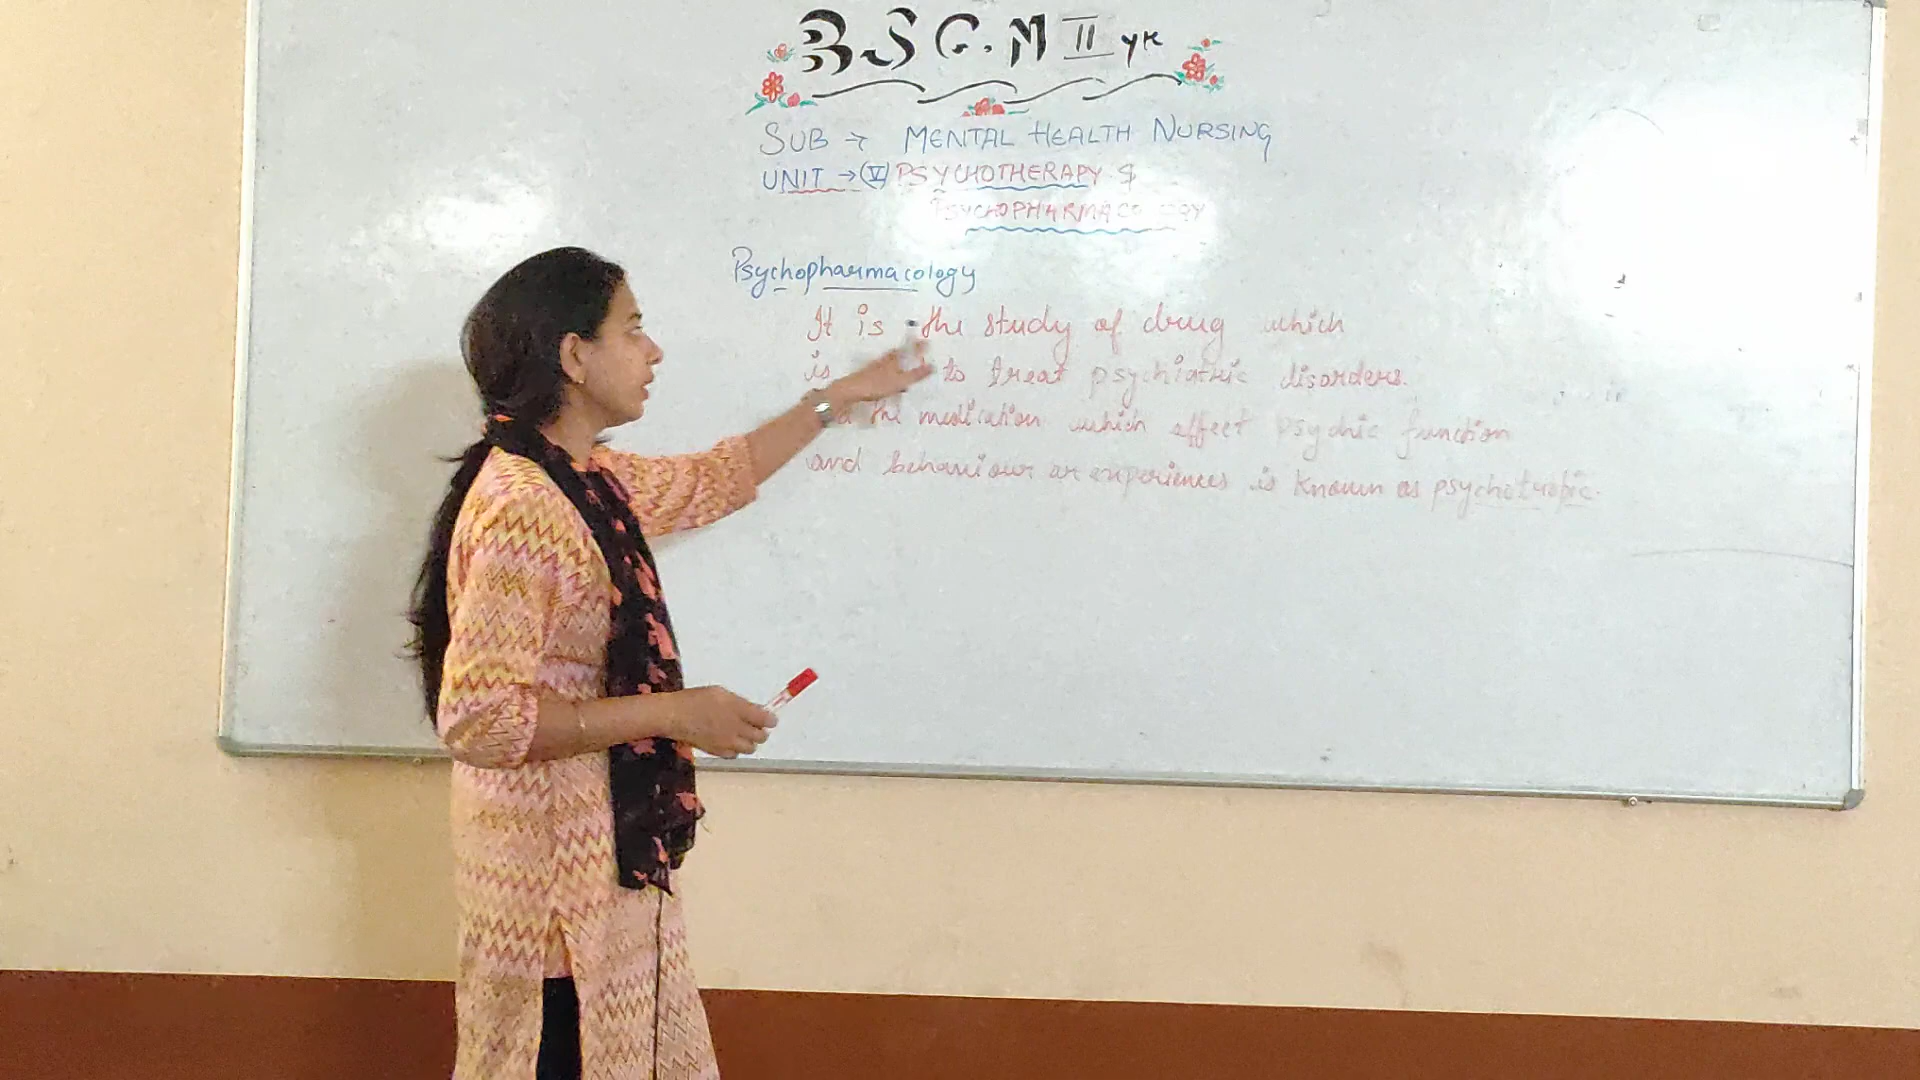 BSC.N II yR
SUB → MENTAL HEALTH NURSING
UNIT → (V) PSYCHOTHERAPY &
PSYCHOPHARMACOLOGY
Psychopharmacology
It is the study of drug which
is to treat psychiatric disorders.
the medication which affect psychic function
and behaviour or experiences is known as psychotropic.